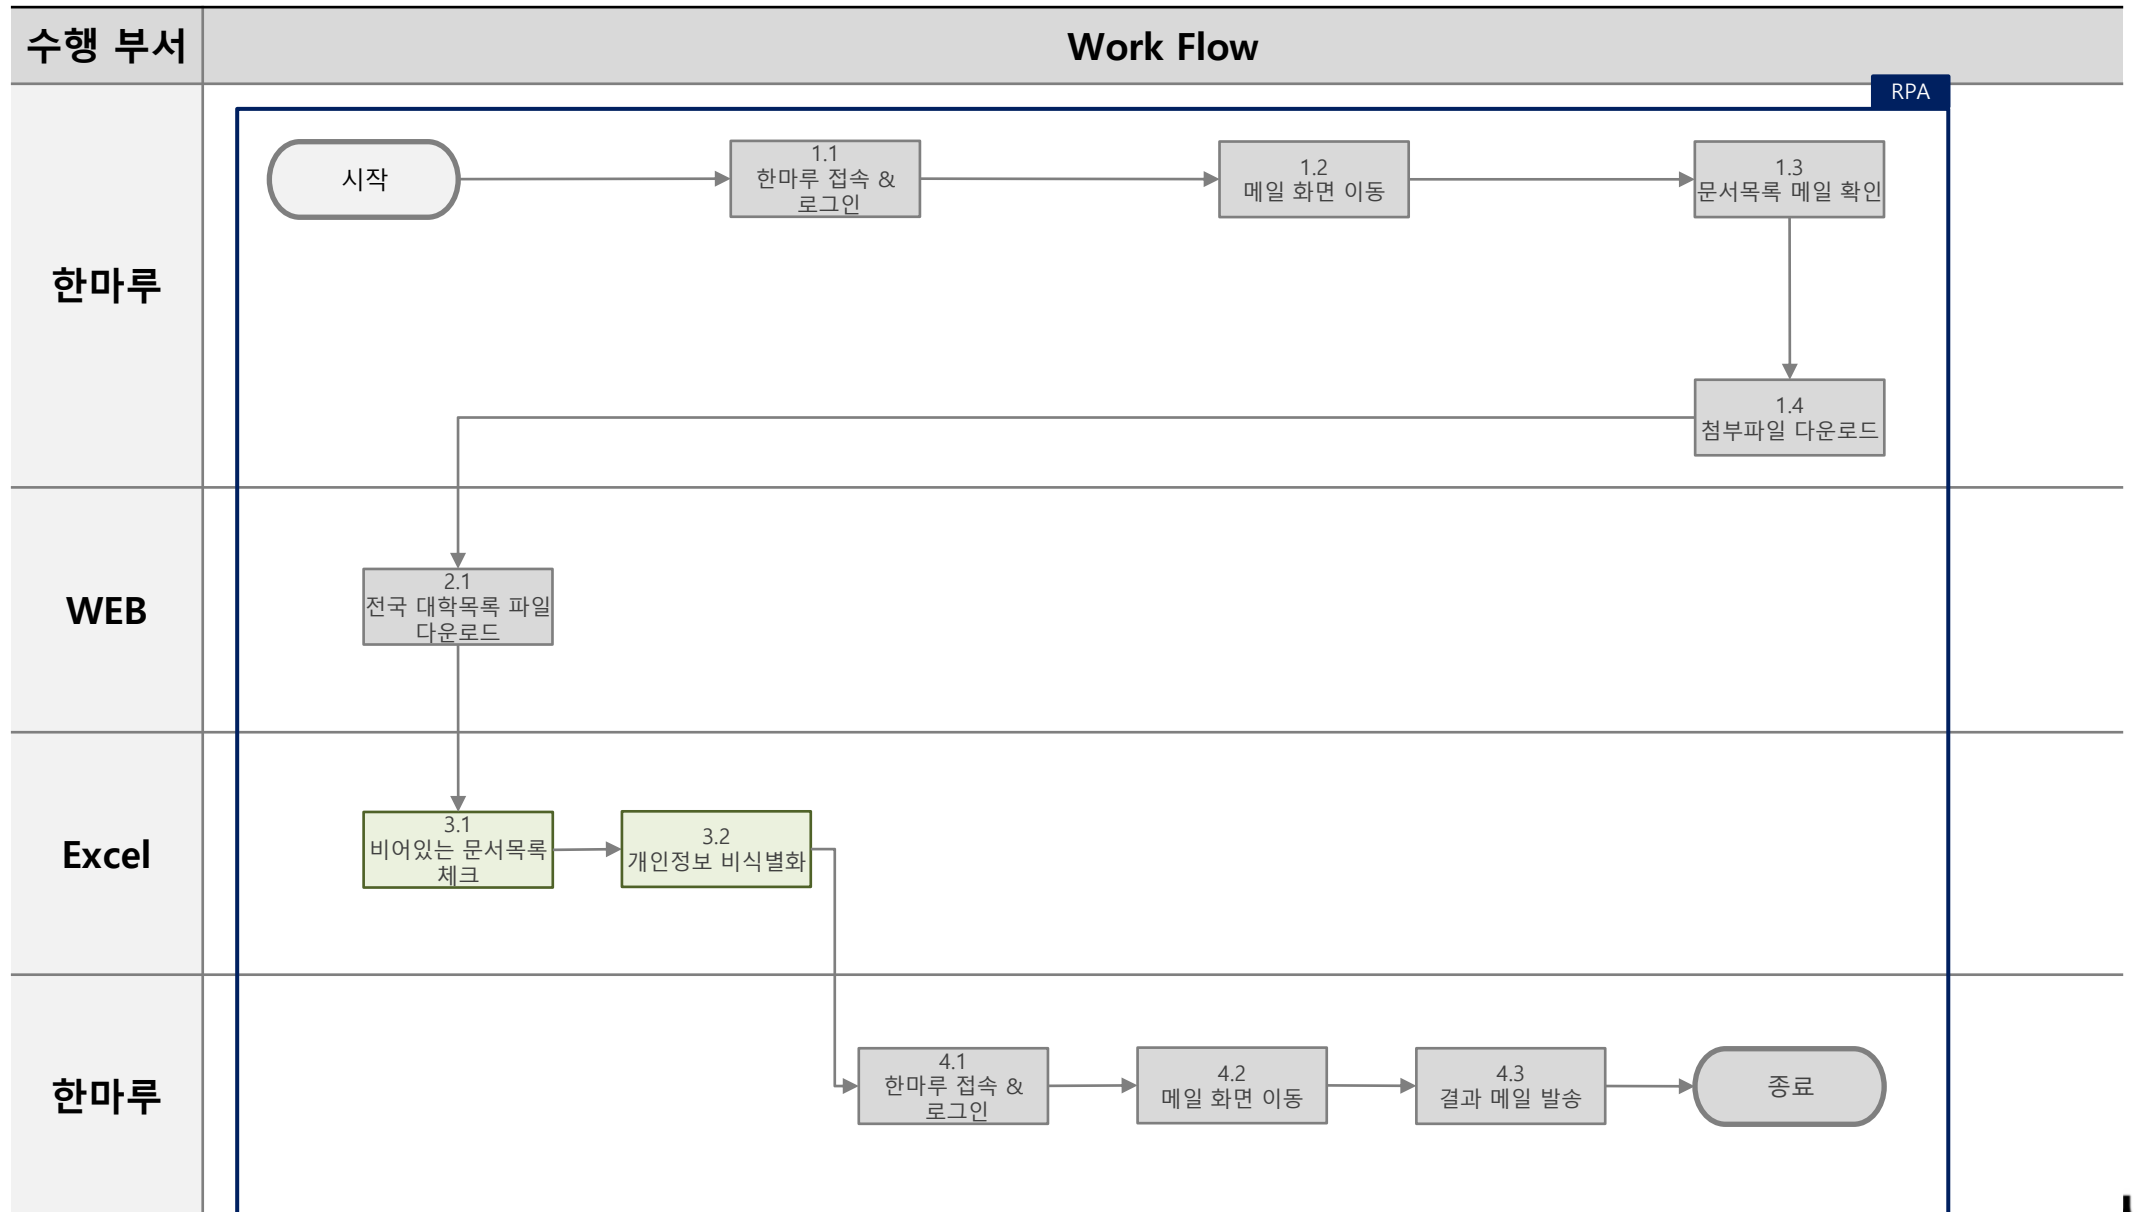 수행 부서
Work Flow
RPA
한마루
시작
1.1
한마루 접속 &
로그인
1.2
메일 화면 이동
1.3
문서목록 메일 확인
1.4
첨부파일 다운로드
WEB
2.1
전국 대학목록 파일
다운로드
Excel
3.1
비어있는 문서목록
체크
3.2
개인정보 비식별화
한마루
4.1
한마루 접속 &
로그인
4.2
메일 화면 이동
4.3
결과 메일 발송
종료